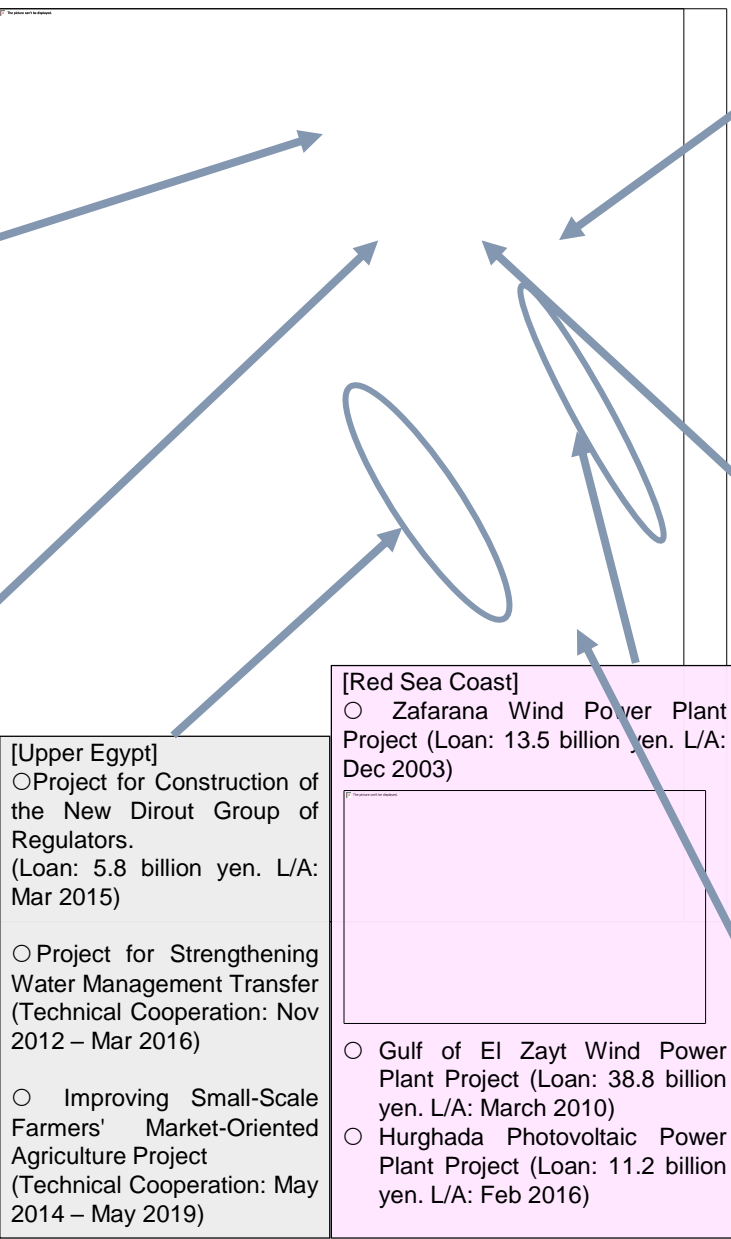 The picture can't be displayed.
[Upper Egypt]
○Project for Construction of
the New Dirout Group of
Regulators.
(Loan: 5.8 billion yen. L/A:
Mar 2015)
○Project for Strengthening
Water Management Transfer
(Technical Cooperation: Nov
2012 – Mar 2016)
○ Improving Small-Scale
Farmers' Market-Oriented
Agriculture Project
(Technical Cooperation: May
2014 – May 2019)
[Red Sea Coast]
○ Zafarana Wind Power Plant
Project (Loan: 13.5 billion yen. L/A:
Dec 2003)
The picture can't be displayed.
○ Gulf of El Zayt Wind Power
Plant Project (Loan: 38.8 billion
yen. L/A: March 2010)
○ Hurghada Photovoltaic Power
Plant Project (Loan: 11.2 billion
yen. L/A: Feb 2016)